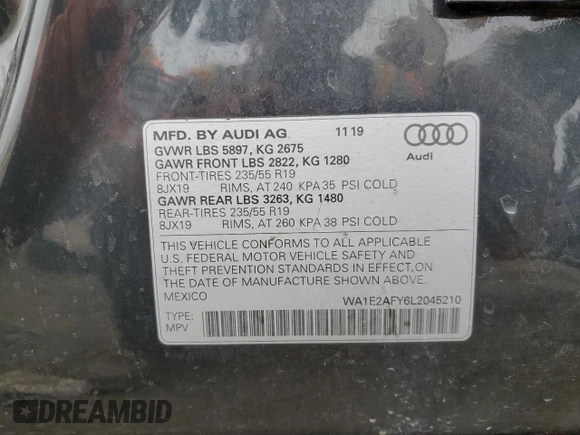 MFD. BY AUDI AG 11 19
GVWR LBS 5897, KG 2675
GAWR FRONT LBS 2822, KG 1280
FRONT-TIRES 235/55 R19
8JX19 RIMS, AT 240 KPA 35 PSI COLD
GAWR REAR LBS 3263, KG 1480
REAR-TIRES 235/55 R19
8JX19 RIMS, AT 260 KPA 38 PSI COLD
Audi
THIS VEHICLE CONFORMS TO ALL APPLICABLE
U.S. FEDERAL MOTOR VEHICLE SAFETY AND
THEFT PREVENTION STANDARDS IN EFFECT ON
THE DATE OF MANUFACTURE SHOWN ABOVE.
MEXICO WA1E2AFY6L2045210
TYPE:
MPV
DREAMBID